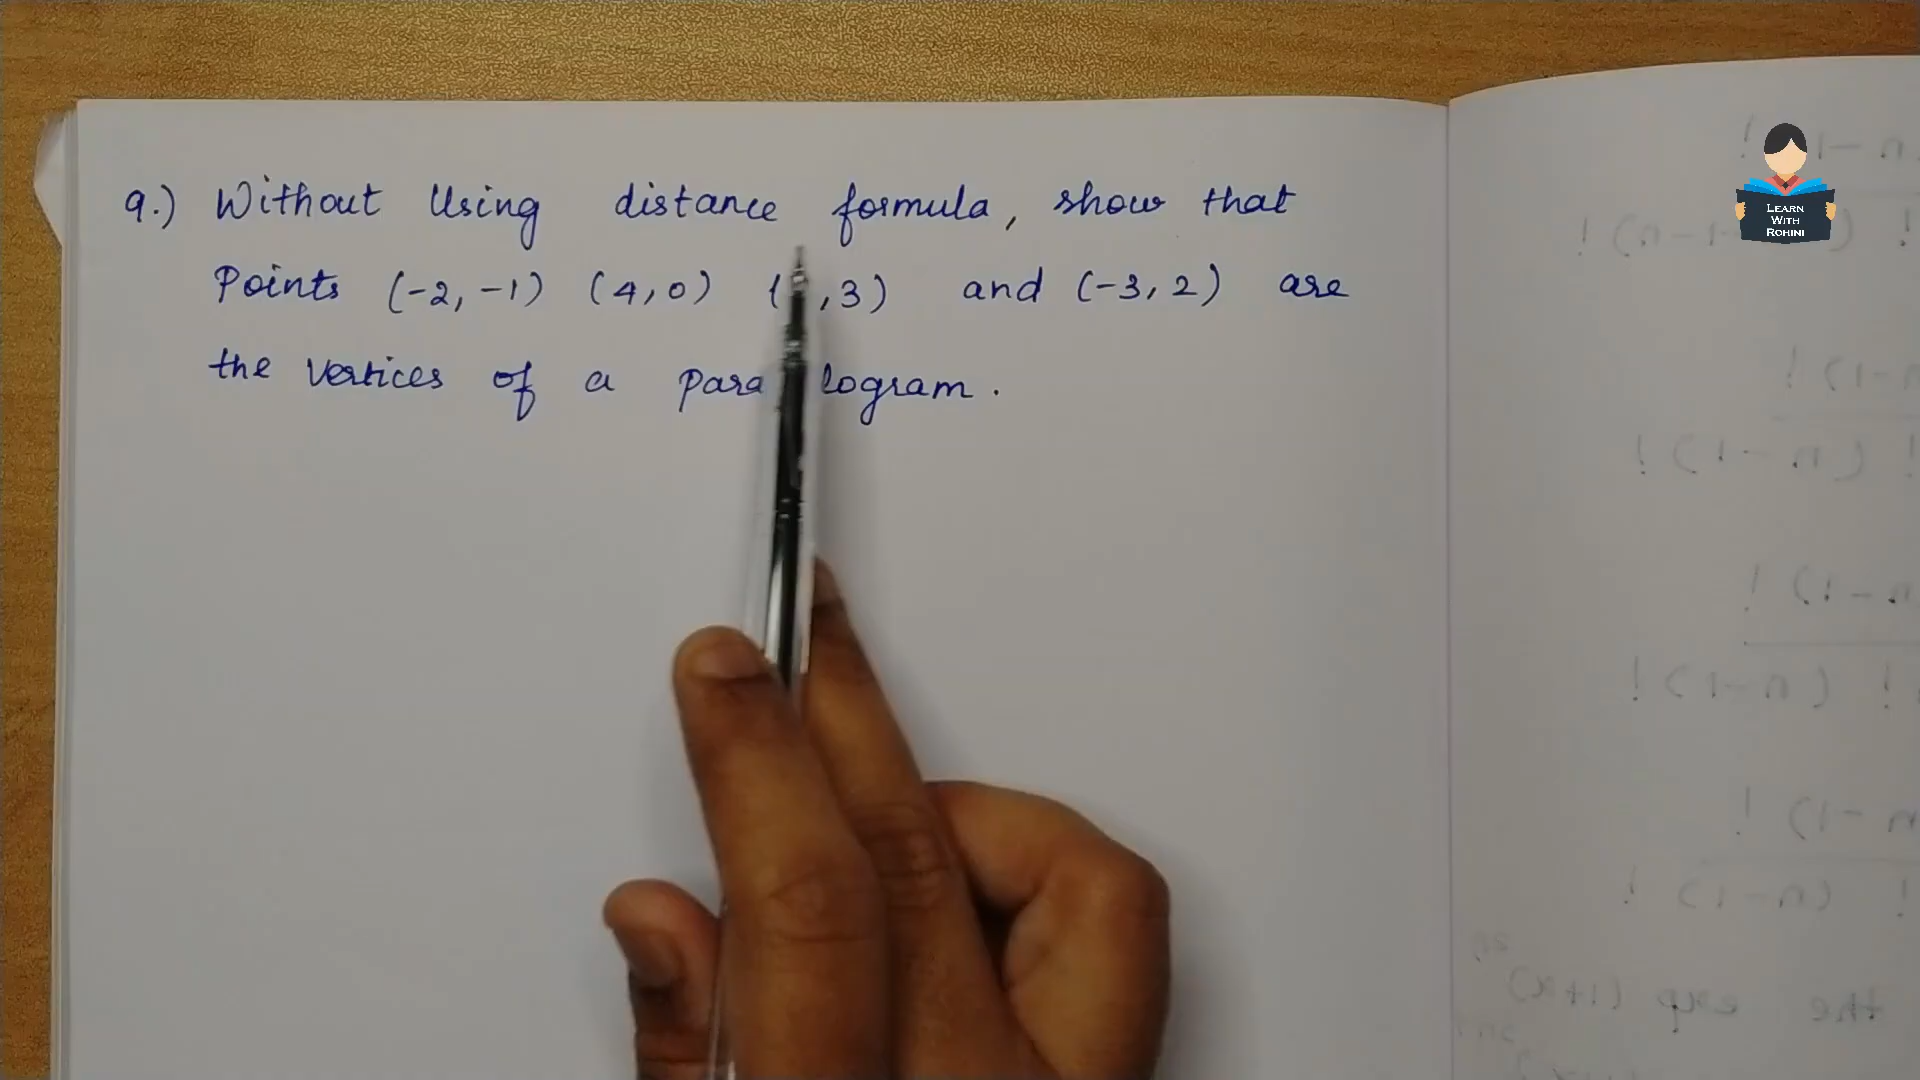 9.) Without Using distance formula, show that
Points (-2, -1) (4, 0) ( , 3) and (-3, 2) are
the vertices of a para logram.
LEARN
WITH
ROHINI